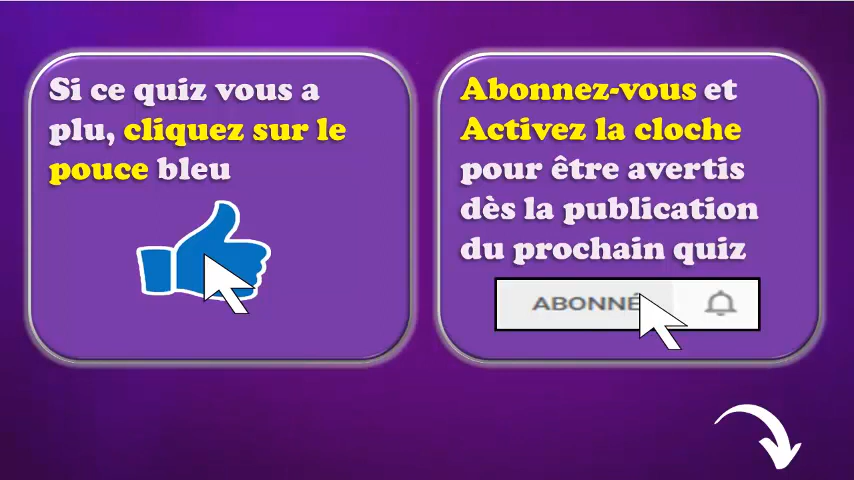 Si ce quiz vous a
plu, cliquez sur le
pouce bleu
Abonnez-vous et
Activez la cloche
pour être avertis
dès la publication
du prochain quiz
ABONNÉ